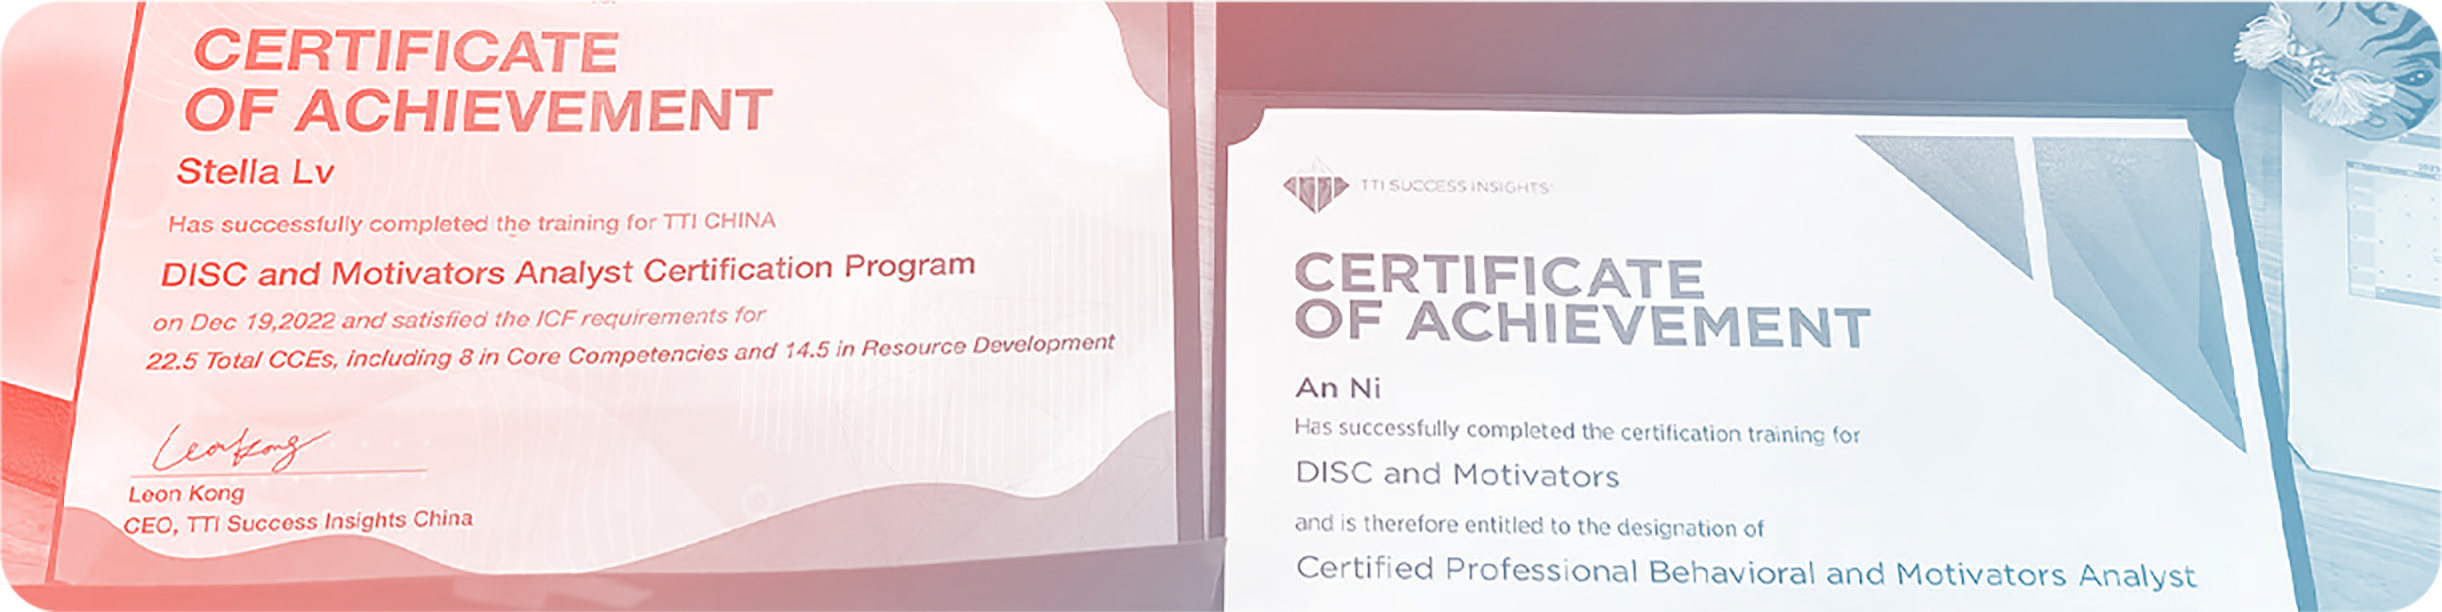 CERTIFICATE
OF ACHIEVEMENT
Stella Lv
Has successfully completed the training for TTI CHINA
DISC and Motivators Analyst Certification Program
on Dec 19,2022 and satisfied the ICF requirements for
22.5 Total CCEs, including 8 in Core Competencies and 14.5 in Resource Development
Leon Kong
Leon Kong
CEO, TTI Success Insights China
TTI SUCCESS INSIGHTS
CERTIFICATE
OF ACHIEVEMENT
An Ni
Has successfully completed the certification training for
DISC and Motivators
and is therefore entitled to the designation of
Certified Professional Behavioral and Motivators Analyst